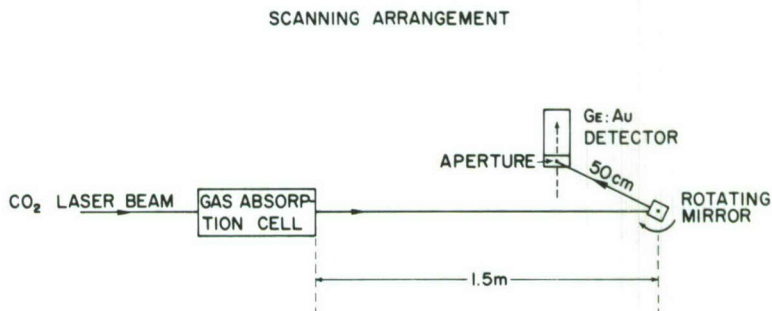 SCANNING ARRANGEMENT
GE:AU
DETECTOR
APERTURE
50cm
CO₂ LASER BEAM
GAS ABSORP-
TION CELL
ROTATING
MIRROR
1.5m